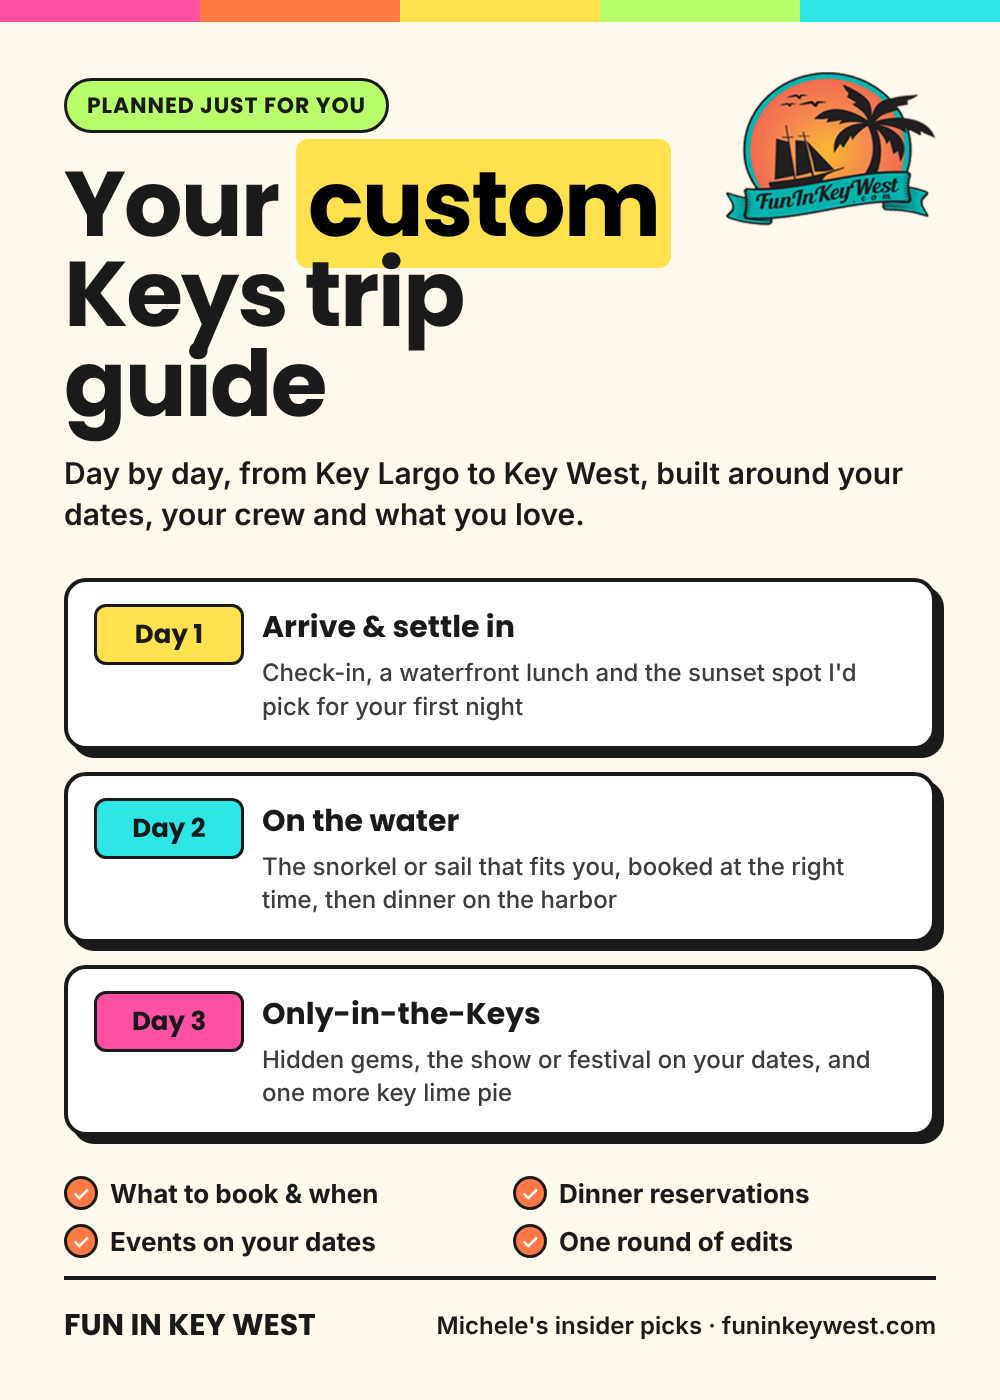 PLANNED JUST FOR YOU
FunInKeyWest
.com
Your custom
Keys trip
guide
Day by day, from Key Largo to Key West, built around your
dates, your crew and what you love.
Day 1
Arrive & settle in
Check-in, a waterfront lunch and the sunset spot I'd
pick for your first night
Day 2
On the water
The snorkel or sail that fits you, booked at the right
time, then dinner on the harbor
Day 3
Only-in-the-Keys
Hidden gems, the show or festival on your dates, and
one more key lime pie
What to book & when
Dinner reservations
Events on your dates
One round of edits
FUN IN KEY WEST
Michele's insider picks · funinkeywest.com